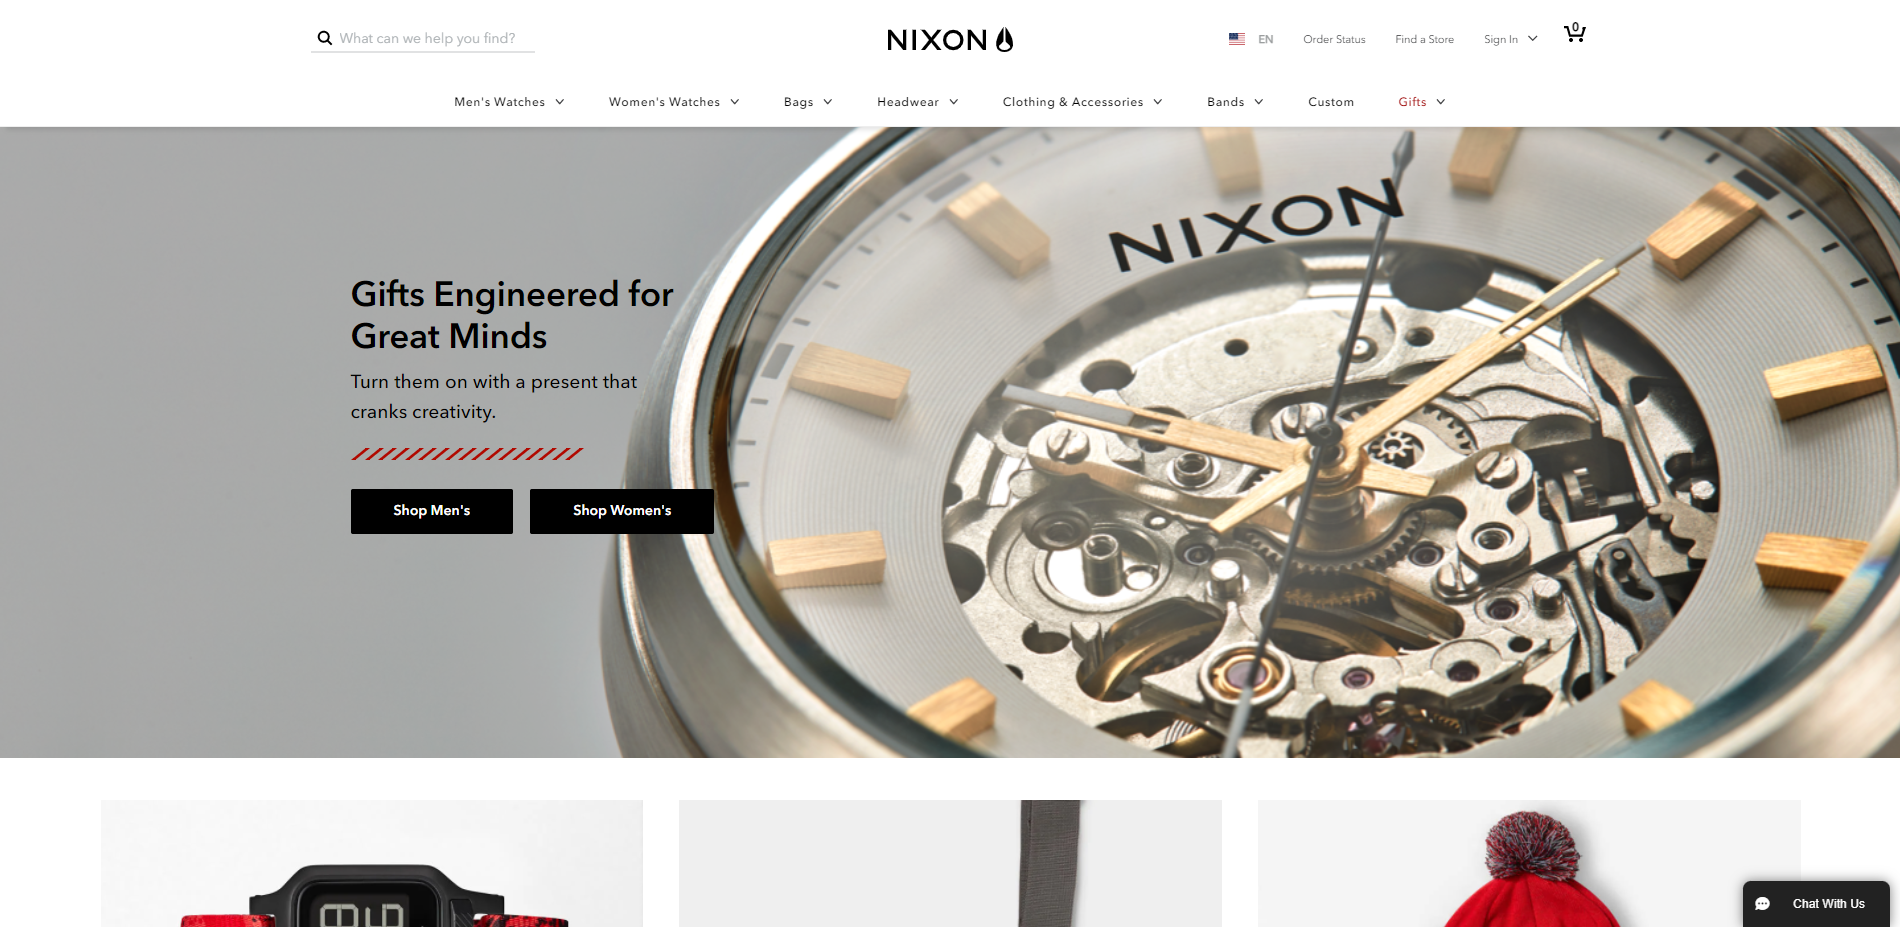 What can we help you find?
NIXON
EN
Order Status
Find a Store
Sign In
0
Men's Watches
Women's Watches
Bags
Headwear
Clothing & Accessories
Bands
Custom
Gifts
NIXON
Gifts Engineered for
Great Minds
Turn them on with a present that
cranks creativity.
Shop Men's
Shop Women's
Chat With Us